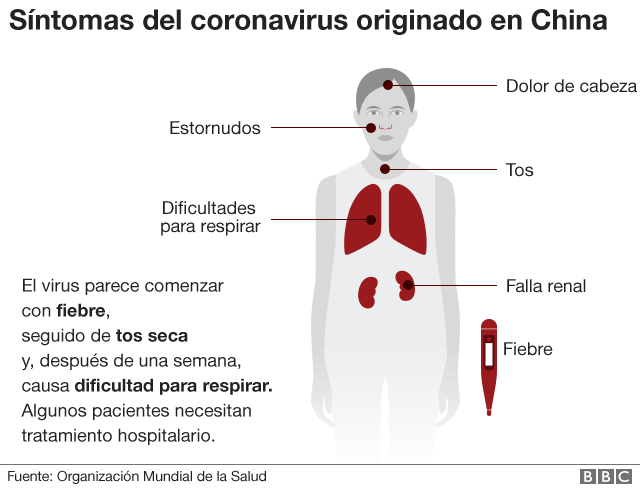 Síntomas del coronavirus originado en China
Dolor de cabeza
Estornudos
Tos
Dificultades
para respirar
Falla renal
Fiebre
El virus parece comenzar
con fiebre,
seguido de tos seca
y, después de una semana,
causa dificultad para respirar.
Algunos pacientes necesitan
tratamiento hospitalario.
Fuente: Organización Mundial de la Salud
BBC